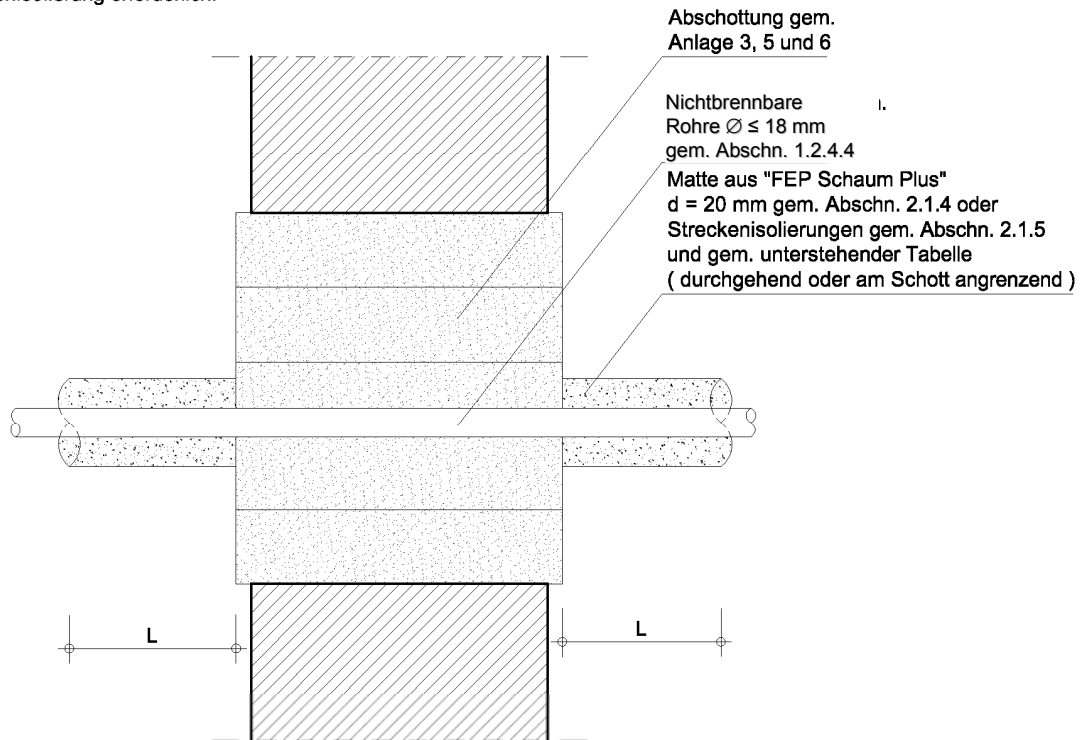 Abschottung gem.
Anlage 3, 5 und 6
Nichtbrennbare
Rohre Ø ≤ 18 mm
gem. Abschn. 1.2.4.4
Matte aus "FEP Schaum Plus"
d = 20 mm gem. Abschn. 2.1.4 oder
Streckenisolierungen gem. Abschn. 2.1.5
und gem. unterstehender Tabelle
( durchgehend oder am Schott angrenzend )
L
L